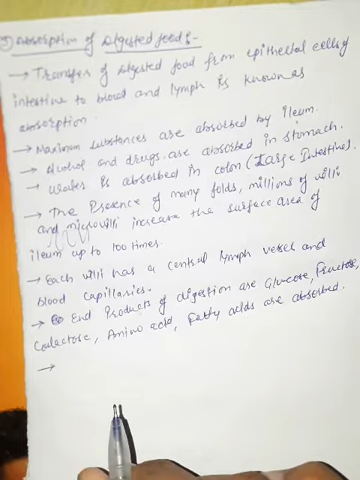 Absorption of Digested food :-
→ Transfer of digested food from epithelial cells of
intestine to blood and lymph is known as
absorption.
→ Maximum substances are absorbed by ileum.
→ Alcohol and drugs are absorbed in stomach.
→ Water is absorbed in colon (Large Intestine).
→ The Presence of many folds, millions of villi
and microvilli increase the surface area of
ileum up to 100 times.
→ Each villi has a central lymph vessel and
blood capillaries.
→ End Products of digestion are Glucose, Fructose,
Galactose, Amino acid, Fatty acids are absorbed.
→